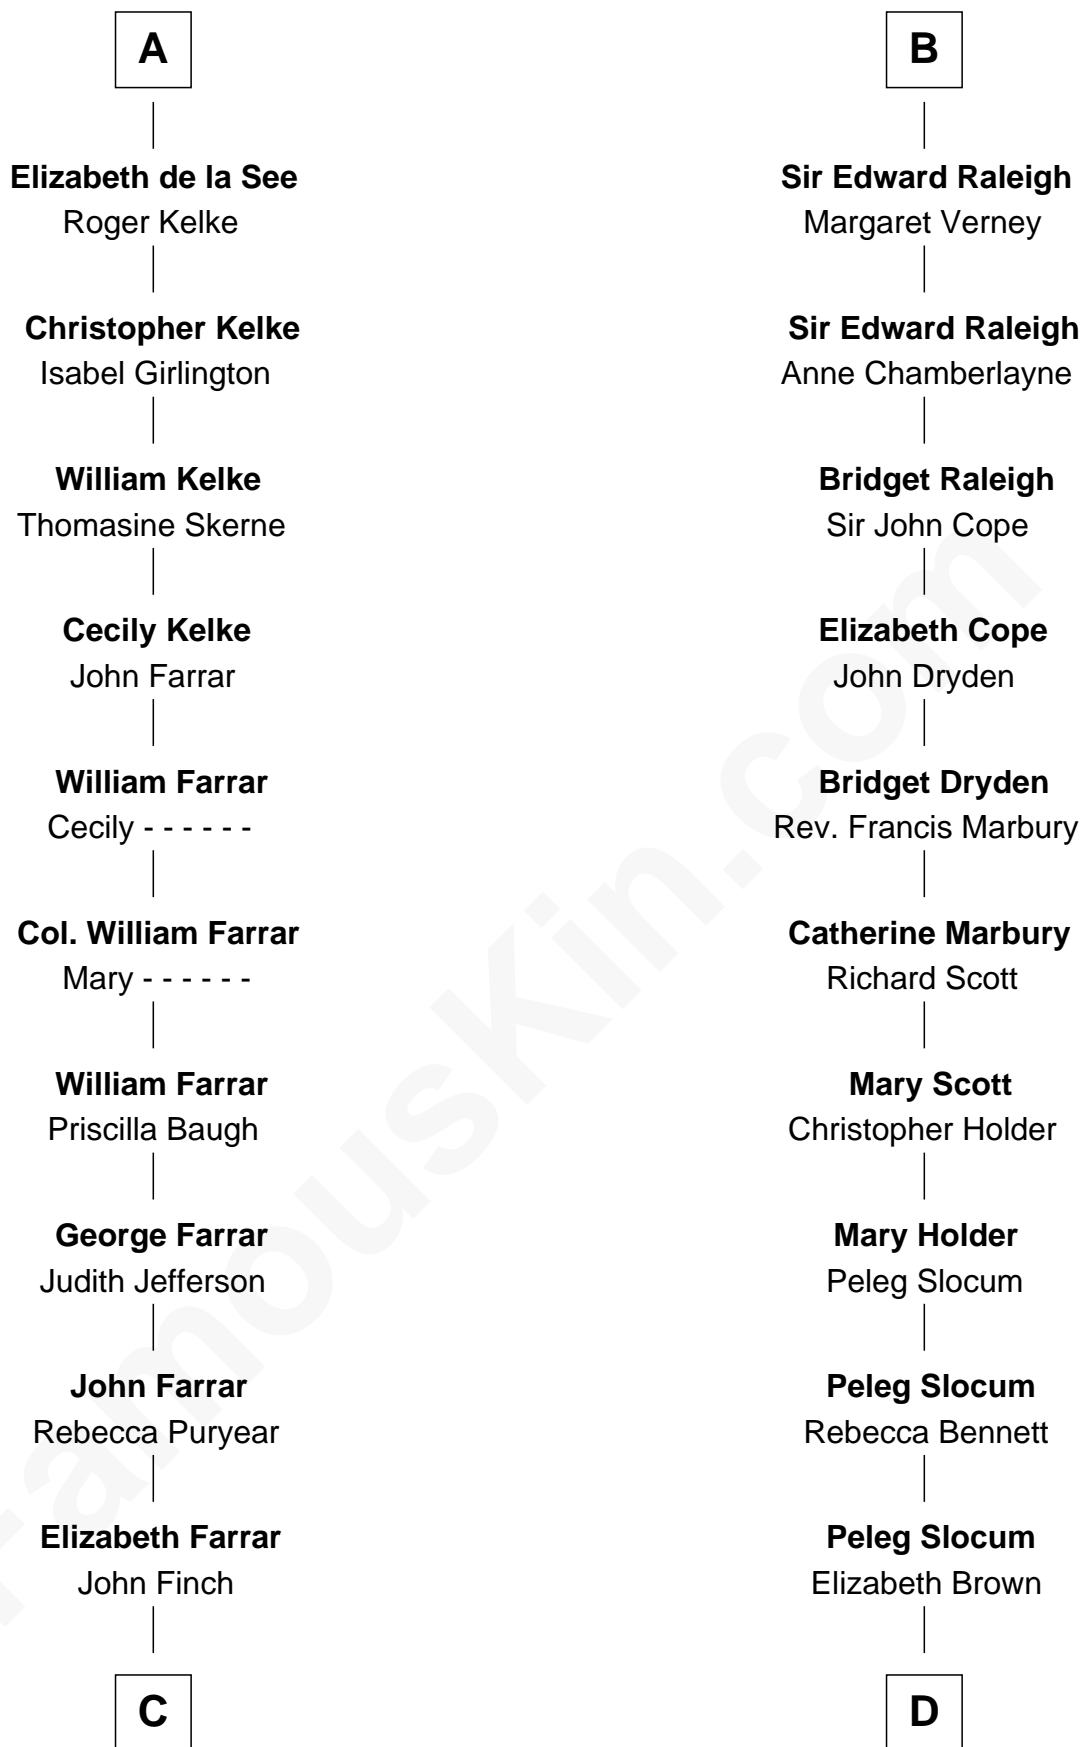 A
Elizabeth de la See
Roger Kelke
Christopher Kelke
Isabel Girlington
William Kelke
Thomasine Skerne
Cecily Kelke
John Farrar
William Farrar
Cecily - - - - - -
Col. William Farrar
Mary - - - - - -
William Farrar
Priscilla Baugh
George Farrar
Judith Jefferson
John Farrar
Rebecca Puryear
Elizabeth Farrar
John Finch
C
B
Sir Edward Raleigh
Margaret Verney
Sir Edward Raleigh
Anne Chamberlayne
Bridget Raleigh
Sir John Cope
Elizabeth Cope
John Dryden
Bridget Dryden
Rev. Francis Marbury
Catherine Marbury
Richard Scott
Mary Scott
Christopher Holder
Mary Holder
Peleg Slocum
Peleg Slocum
Rebecca Bennett
Peleg Slocum
Elizabeth Brown
D
FamousKin.com